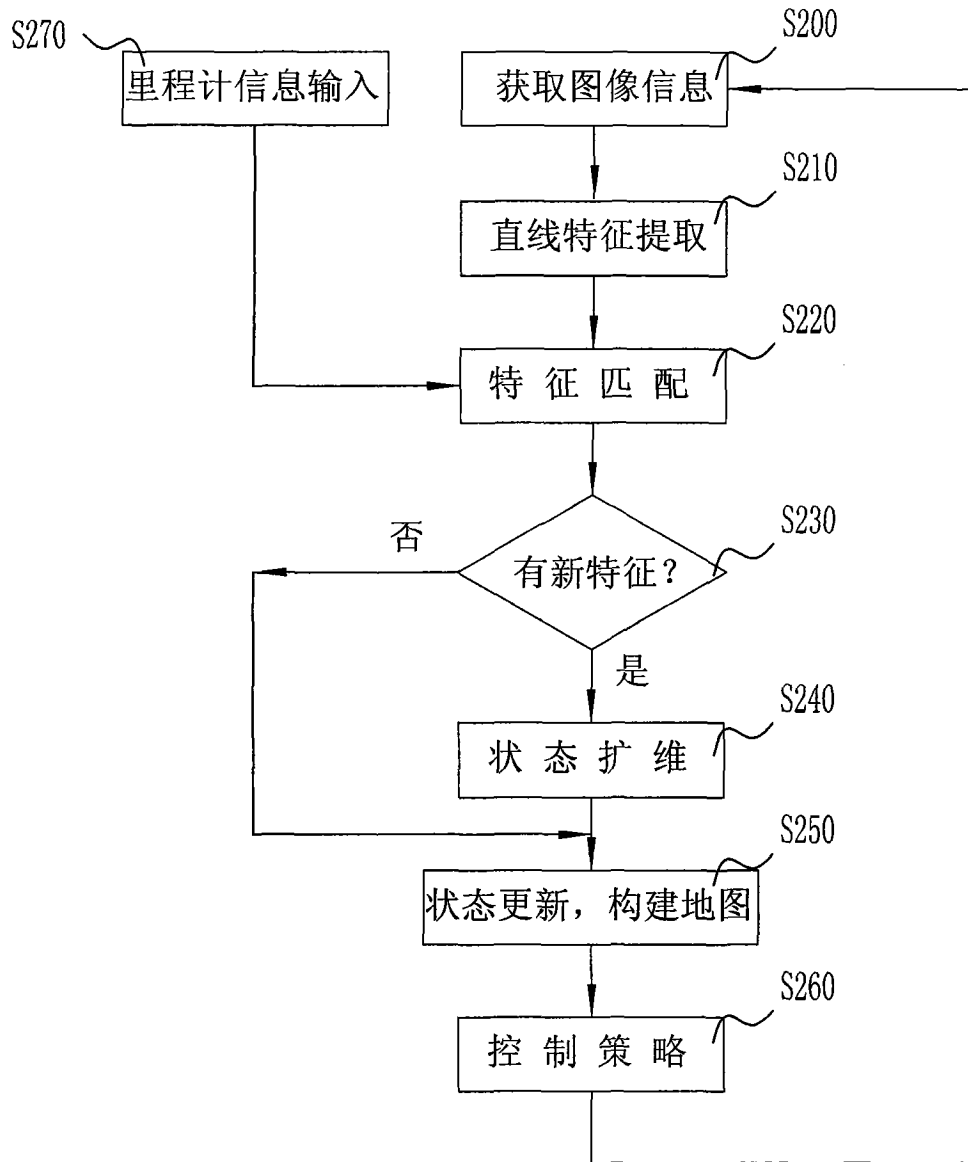 S270
里程计信息输入
S200
获取图像信息
S210
直线特征提取
S220
特征匹配
S230
有新特征?
否
是
S240
状态扩维
S250
状态更新，构建地图
S260
控制策略